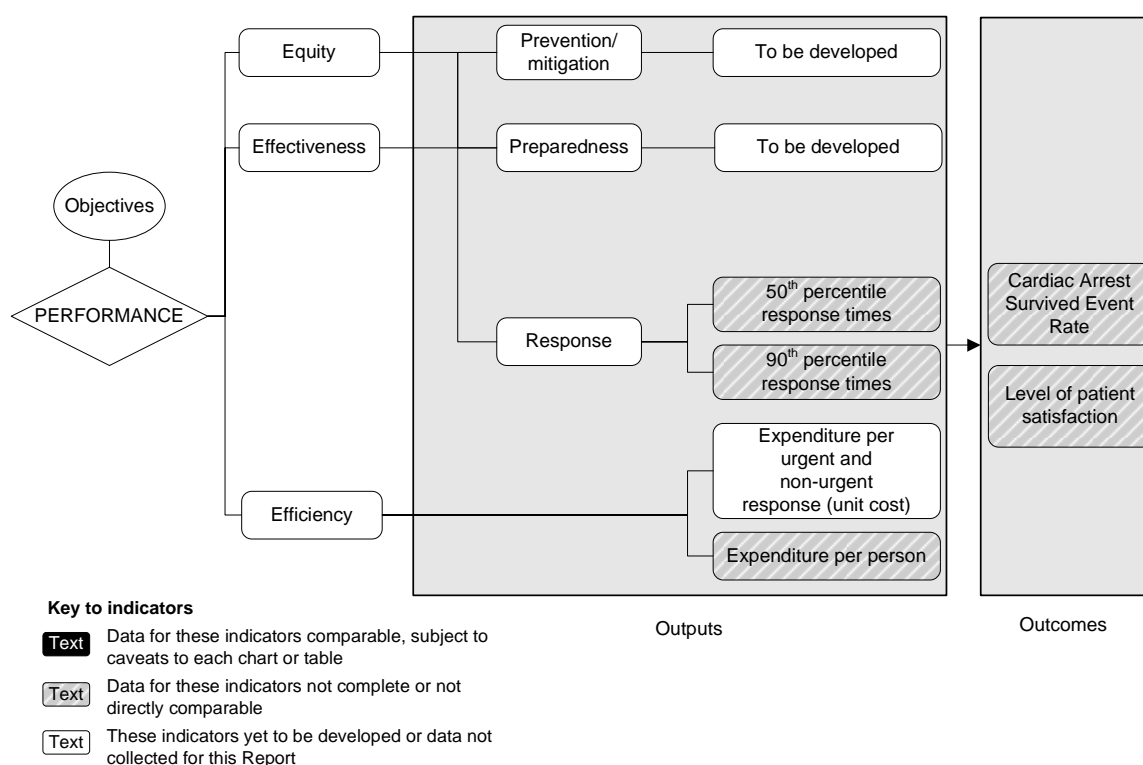 Equity
Prevention/
mitigation
To be developed
Effectiveness
Preparedness
To be developed
Objectives
PERFORMANCE
Response
50th percentile
response times
90th percentile
response times
Cardiac Arrest
Survived Event
Rate
Level of patient
satisfaction
Efficiency
Expenditure per
urgent and
non-urgent
response (unit cost)
Expenditure per person
Outputs
Outcomes
Key to indicators
Text
Data for these indicators comparable, subject to
caveats to each chart or table
Text
Data for these indicators not complete or not
directly comparable
Text
These indicators yet to be developed or data not
collected for this Report